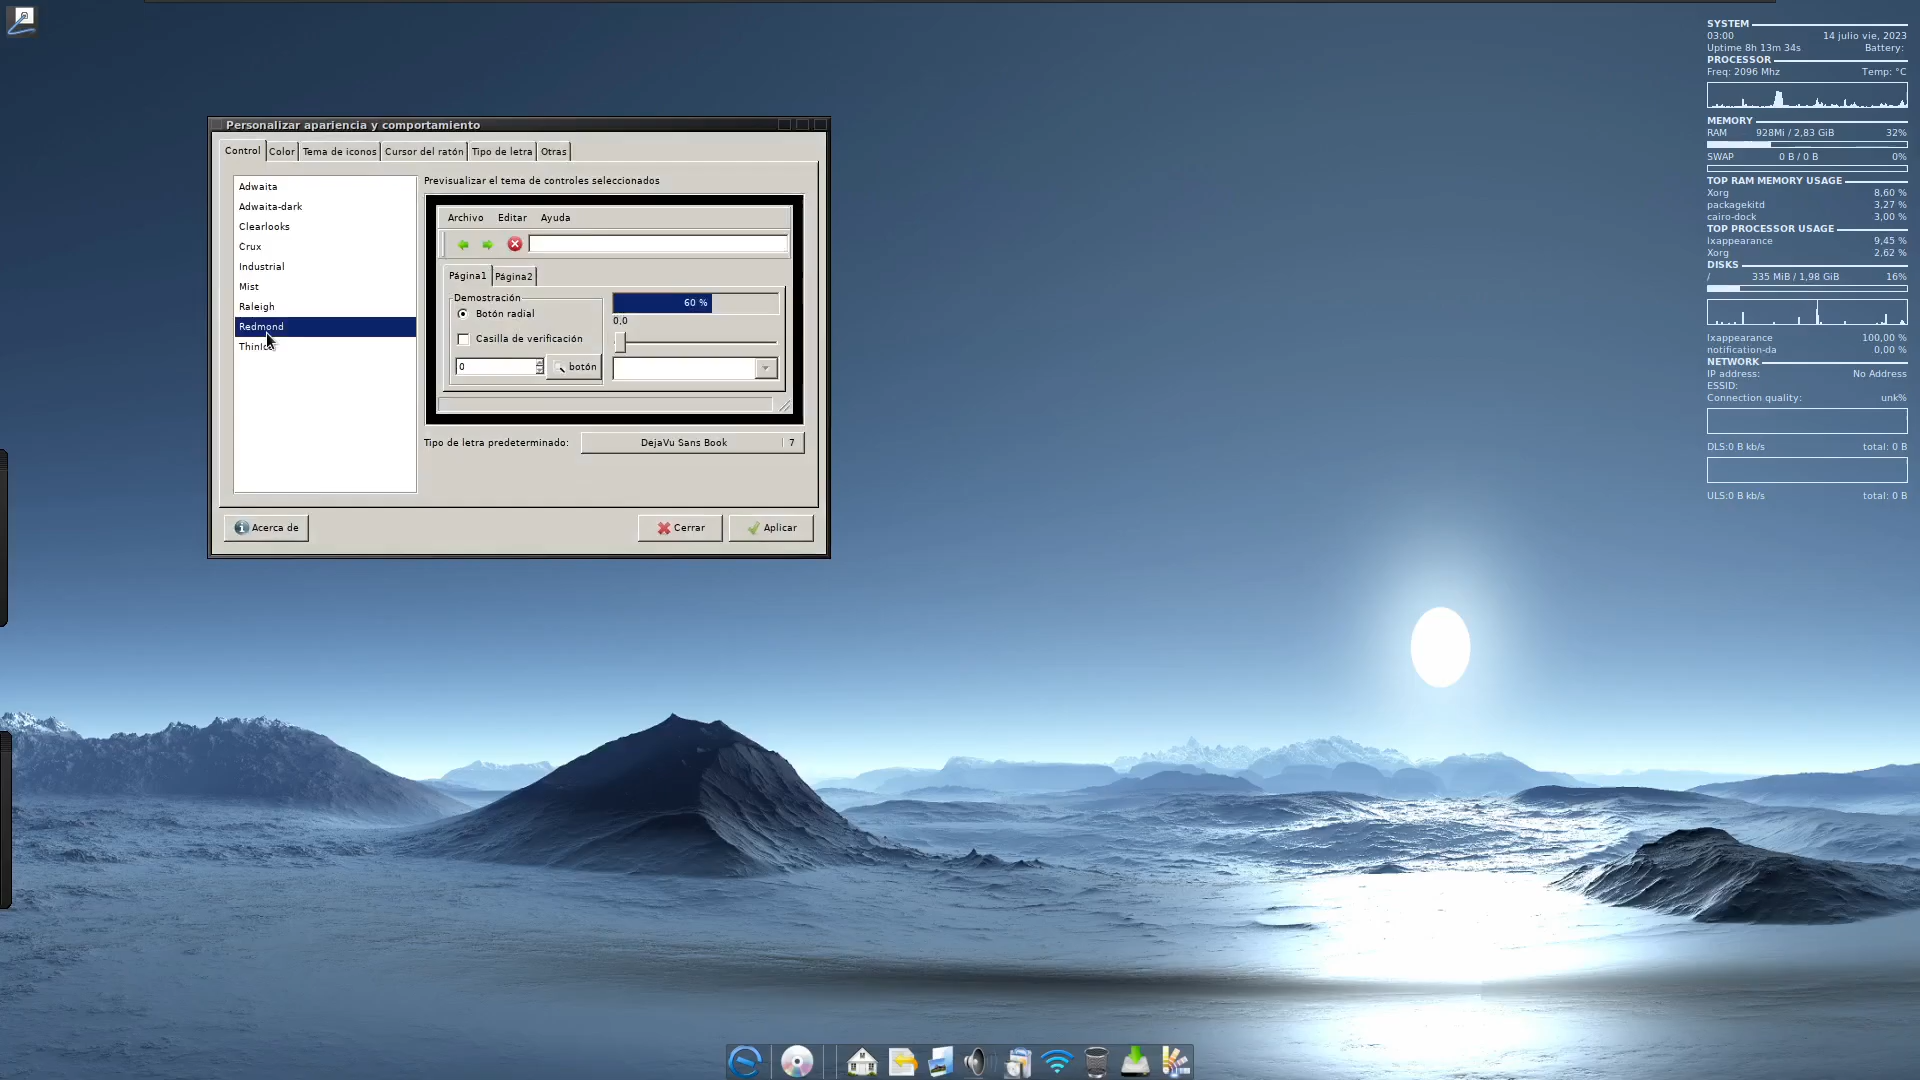 Personalizar apariencia y comportamiento
Control Color Tema de iconos Cursor del ratón Tipo de letra Otras
Adwaita
Adwaita-dark
Clearlooks
Crux
Industrial
Mist
Raleigh
Redmond
Previsualizar el tema de controles seleccionados
Archivo Editar Ayuda
Página1 Página2
Demostración
Botón radial
Casilla de verificación
0 botón
60 %
0,0
Tipo de letra predeterminado: DejaVu Sans Book 7
Acerca de Cerrar Aplicar
SYSTEM
03:00 14 julio vie, 2023
Uptime 8h 13m 34s Battery:
PROCESSOR
Freq: 2096 Mhz Temp: °C
MEMORY
RAM 928Mi / 2,83 GiB 32%
SWAP 0 B / 0 B 0%
TOP RAM MEMORY USAGE
Xorg 8,60 %
packagekitd 3,27 %
cairo-dock 3,00 %
TOP PROCESSOR USAGE
lxappearance 9,45 %
Xorg 2,62 %
DISKS
/ 335 MiB / 1,98 GiB 16%
lxappearance 100,00 %
notification-da 0,00 %
NETWORK
IP address: No Address
ESSID:
Connection quality: unk%
DLS:0 B kb/s total: 0 B
ULS:0 B kb/s total: 0 B